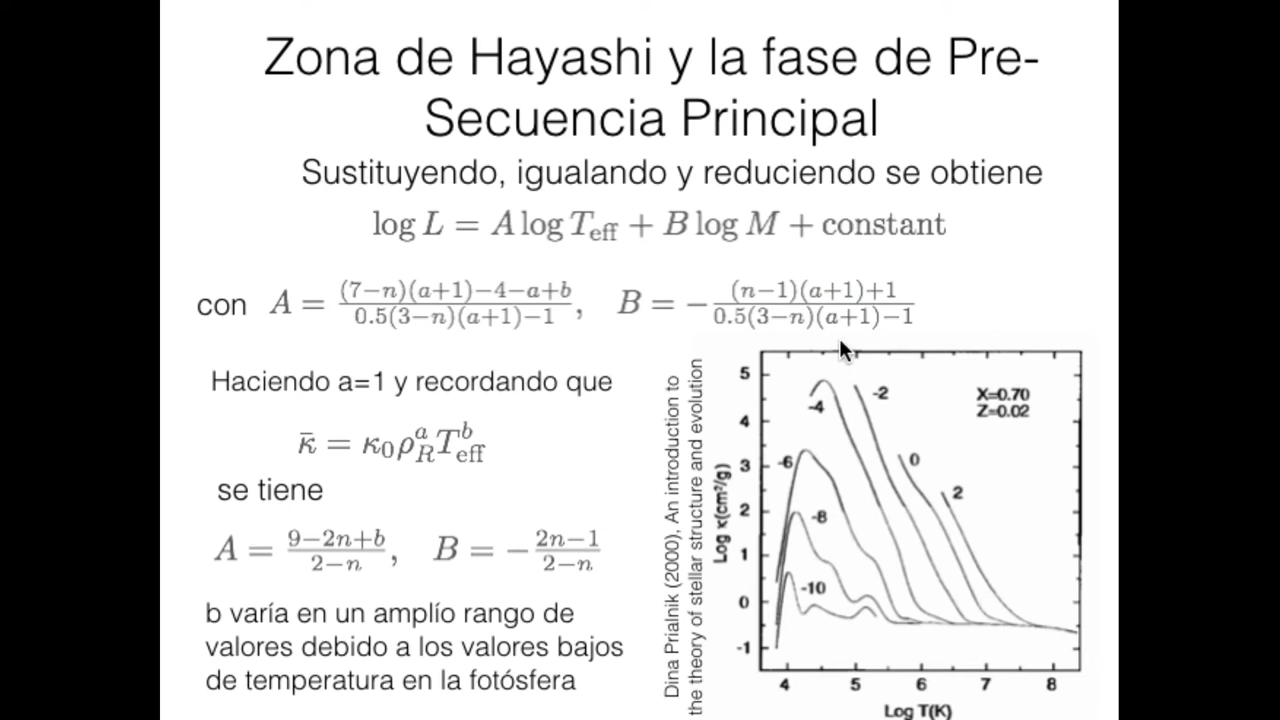 Zona de Hayashi y la fase de Pre-
Secuencia Principal
Sustituyendo, igualando y reduciendo se obtiene
log L = A log T_eff + B log M + constant
con A = \frac{(7-n)(a+1)-4-a+b}{0.5(3-n)(a+1)-1}, B = -\frac{(n-1)(a+1)+1}{0.5(3-n)(a+1)-1}
Haciendo a=1 y recordando que
\bar{κ} = κ_0 ρ_R^a T_eff^b
se tiene
A = \frac{9-2n+b}{2-n}, B = -\frac{2n-1}{2-n}
b varía en un amplío rango de
valores debido a los valores bajos
de temperatura en la fotósfera
Dina Prialnik (2000), An introduction to
the theory of stellar structure and evolution
Log κ(cm²/g)
5
4
3
2
1
0
-1
X=0.70
Z=0.02
-2
-4
0
-6
2
-8
-10
4 5 6 7 8
Log T(K)